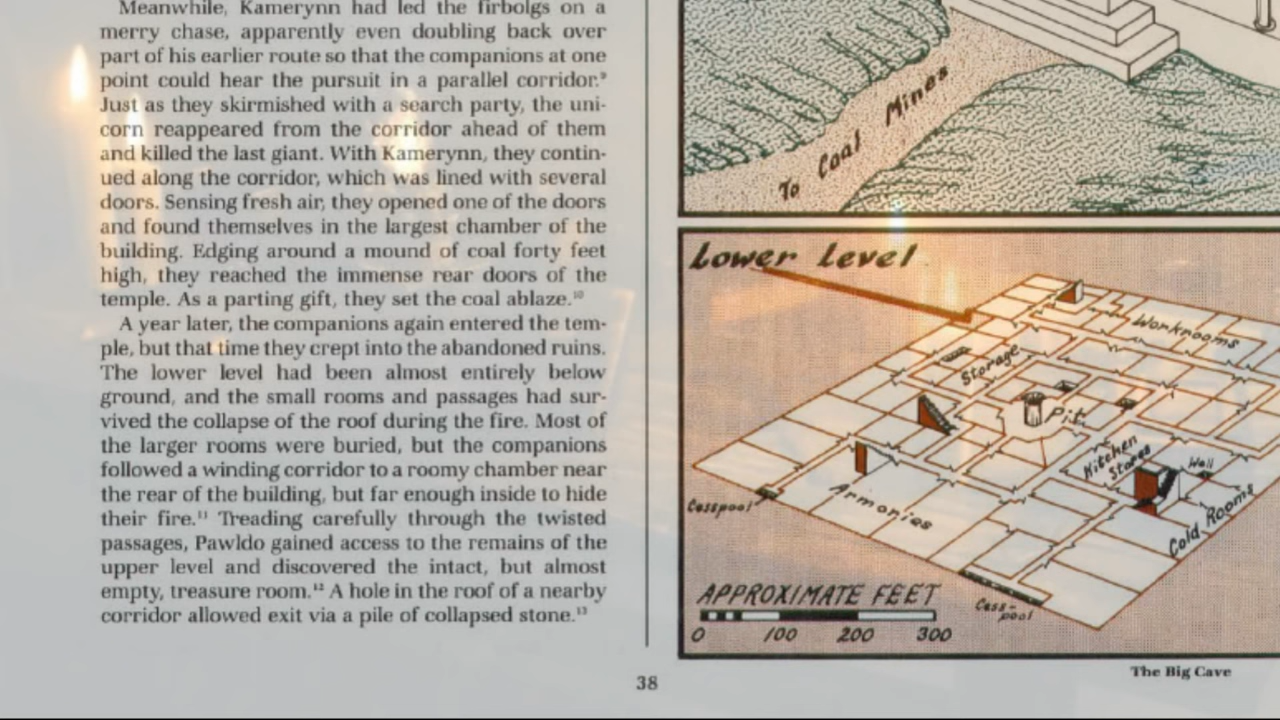 Meanwhile, Kamerynn had led the firbolgs on a
merry chase, apparently even doubling back over
part of his earlier route so that the companions at one
point could hear the pursuit in a parallel corridor.⁹
Just as they skirmished with a search party, the uni-
corn reappeared from the corridor ahead of them
and killed the last giant. With Kamerynn, they contin-
ued along the corridor, which was lined with several
doors. Sensing fresh air, they opened one of the doors
and found themselves in the largest chamber of the
building. Edging around a mound of coal forty feet
high, they reached the immense rear doors of the
temple. As a parting gift, they set the coal ablaze.¹⁰
A year later, the companions again entered the tem-
ple, but that time they crept into the abandoned ruins.
The lower level had been almost entirely below
ground, and the small rooms and passages had sur-
vived the collapse of the roof during the fire. Most of
the larger rooms were buried, but the companions
followed a winding corridor to a roomy chamber near
the rear of the building, but far enough inside to hide
their fire.¹¹ Treading carefully through the twisted
passages, Pawldo gained access to the remains of the
upper level and discovered the intact, but almost
empty, treasure room.¹² A hole in the roof of a nearby
corridor allowed exit via a pile of collapsed stone.¹³
38
To Coal Mines
Lower Level
Workrooms
Storage
Pit
Kitchen
Stores
Well
Cold Rooms
Armories
Cesspool
Cess-
pool
APPROXIMATE FEET
0 100 200 300
The Big Cave